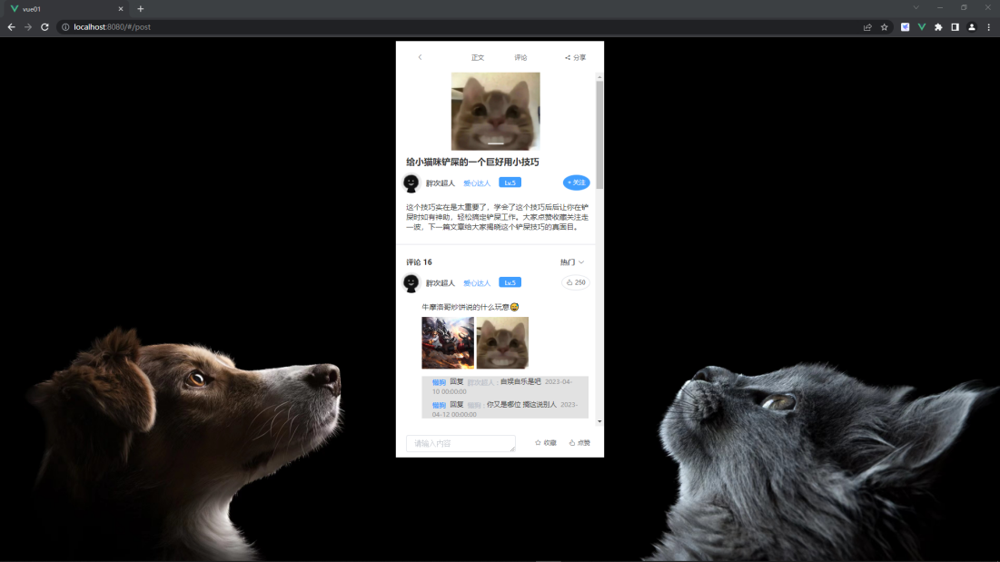 vue01
localhost:8080/#/post
正文 评论 分享
给小猫咪铲屎的一个巨好用小技巧
胖次超人 爱心达人 Lv.5 + 关注
这个技巧实在是太重要了，学会了这个技巧后后让你在铲
屎时如有神助，轻松搞定铲屎工作。大家点赞收藏关注走
一波，下一篇文章给大家揭晓这个铲屎技巧的真面目。
评论 16 热门
胖次超人 爱心达人 Lv.5 250
牛摩洛哥炒饼说的什么玩意😅
懒狗 回复 胖次超人 : 自娱自乐是吧 2023-04-
10 00:00:00
懒狗 回复 懒狗 : 你又是哪位 搁这说别人 2023-
04-12 00:00:00
请输入内容 收藏 点赞